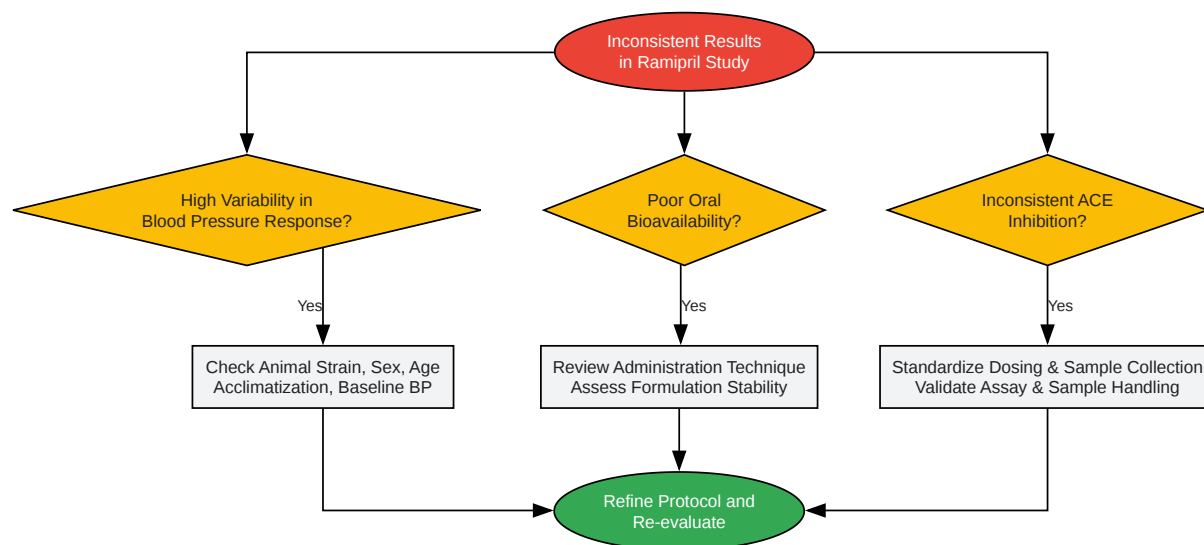 Inconsistent Results
in Ramipril Study
High Variability in
Blood Pressure Response?
Poor Oral
Bioavailability?
Inconsistent ACE
Inhibition?
Yes
Yes
Yes
Check Animal Strain, Sex, Age
Acclimatization, Baseline BP
Review Administration Technique
Assess Formulation Stability
Standardize Dosing & Sample Collection
Validate Assay & Sample Handling
Refine Protocol and
Re-evaluate